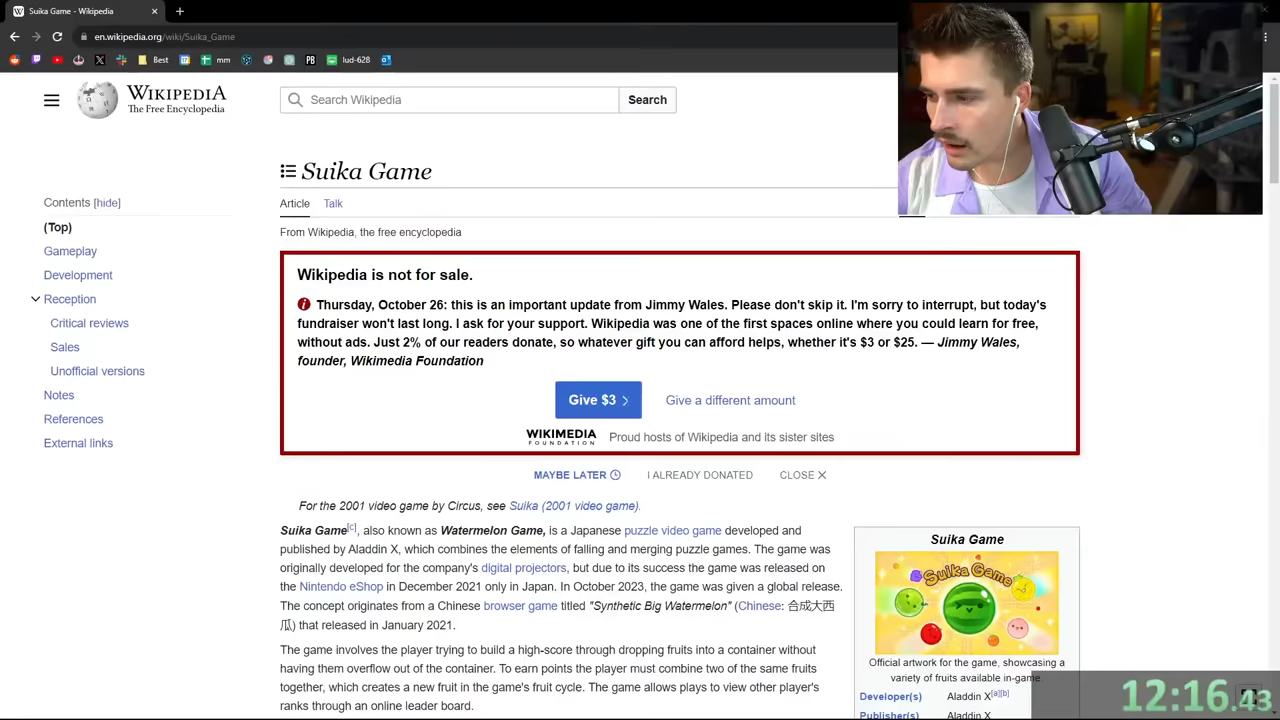 Suika Game - Wikipedia
en.wikipedia.org/wiki/Suika_Game
Best
mm
PB
lud-628
WIKIPEDIA
The Free Encyclopedia
Search Wikipedia
Search
Suika Game
Contents [hide]
Article Talk
(Top)
From Wikipedia, the free encyclopedia
Gameplay
Development
Reception
Critical reviews
Sales
Unofficial versions
Notes
References
External links
Wikipedia is not for sale.
Thursday, October 26: this is an important update from Jimmy Wales. Please don't skip it. I'm sorry to interrupt, but today's
fundraiser won't last long. I ask for your support. Wikipedia was one of the first spaces online where you could learn for free,
without ads. Just 2% of our readers donate, so whatever gift you can afford helps, whether it's $3 or $25. — Jimmy Wales,
founder, Wikimedia Foundation
Give $3
Give a different amount
WIKIMEDIA
FOUNDATION
Proud hosts of Wikipedia and its sister sites
MAYBE LATER I ALREADY DONATED CLOSE
For the 2001 video game by Circus, see Suika (2001 video game).
Suika Game[c], also known as Watermelon Game, is a Japanese puzzle video game developed and
published by Aladdin X, which combines the elements of falling and merging puzzle games. The game was
originally developed for the company's digital projectors, but due to its success the game was released on
the Nintendo eShop in December 2021 only in Japan. In October 2023, the game was given a global release.
The concept originates from a Chinese browser game titled "Synthetic Big Watermelon" (Chinese: 合成大西
瓜) that released in January 2021.
The game involves the player trying to build a high-score through dropping fruits into a container without
having them overflow out of the container. To earn points the player must combine two of the same fruits
together, which creates a new fruit in the game's fruit cycle. The game allows plays to view other player's
ranks through an online leader board.
Suika Game
Suika Game
Official artwork for the game, showcasing a
variety of fruits available in-game.
Developer(s) Aladdin X[a][b]
Publisher(s) Aladdin X
12:16.43